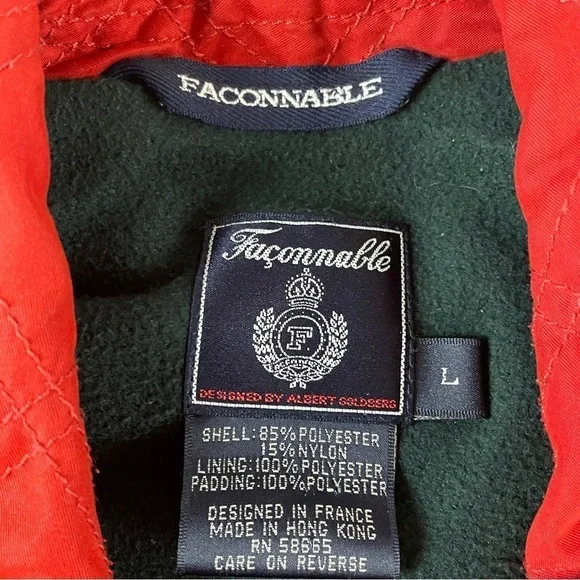 FACONNABLE
Façonnable
F.
DESIGNED BY ALBERT GOLDBERG
L
SHELL: 85% POLYESTER
15% NYLON
LINING: 100% POLYESTER
PADDING: 100% POLYESTER
DESIGNED IN FRANCE
MADE IN HONG KONG
RN 58665
CARE ON REVERSE